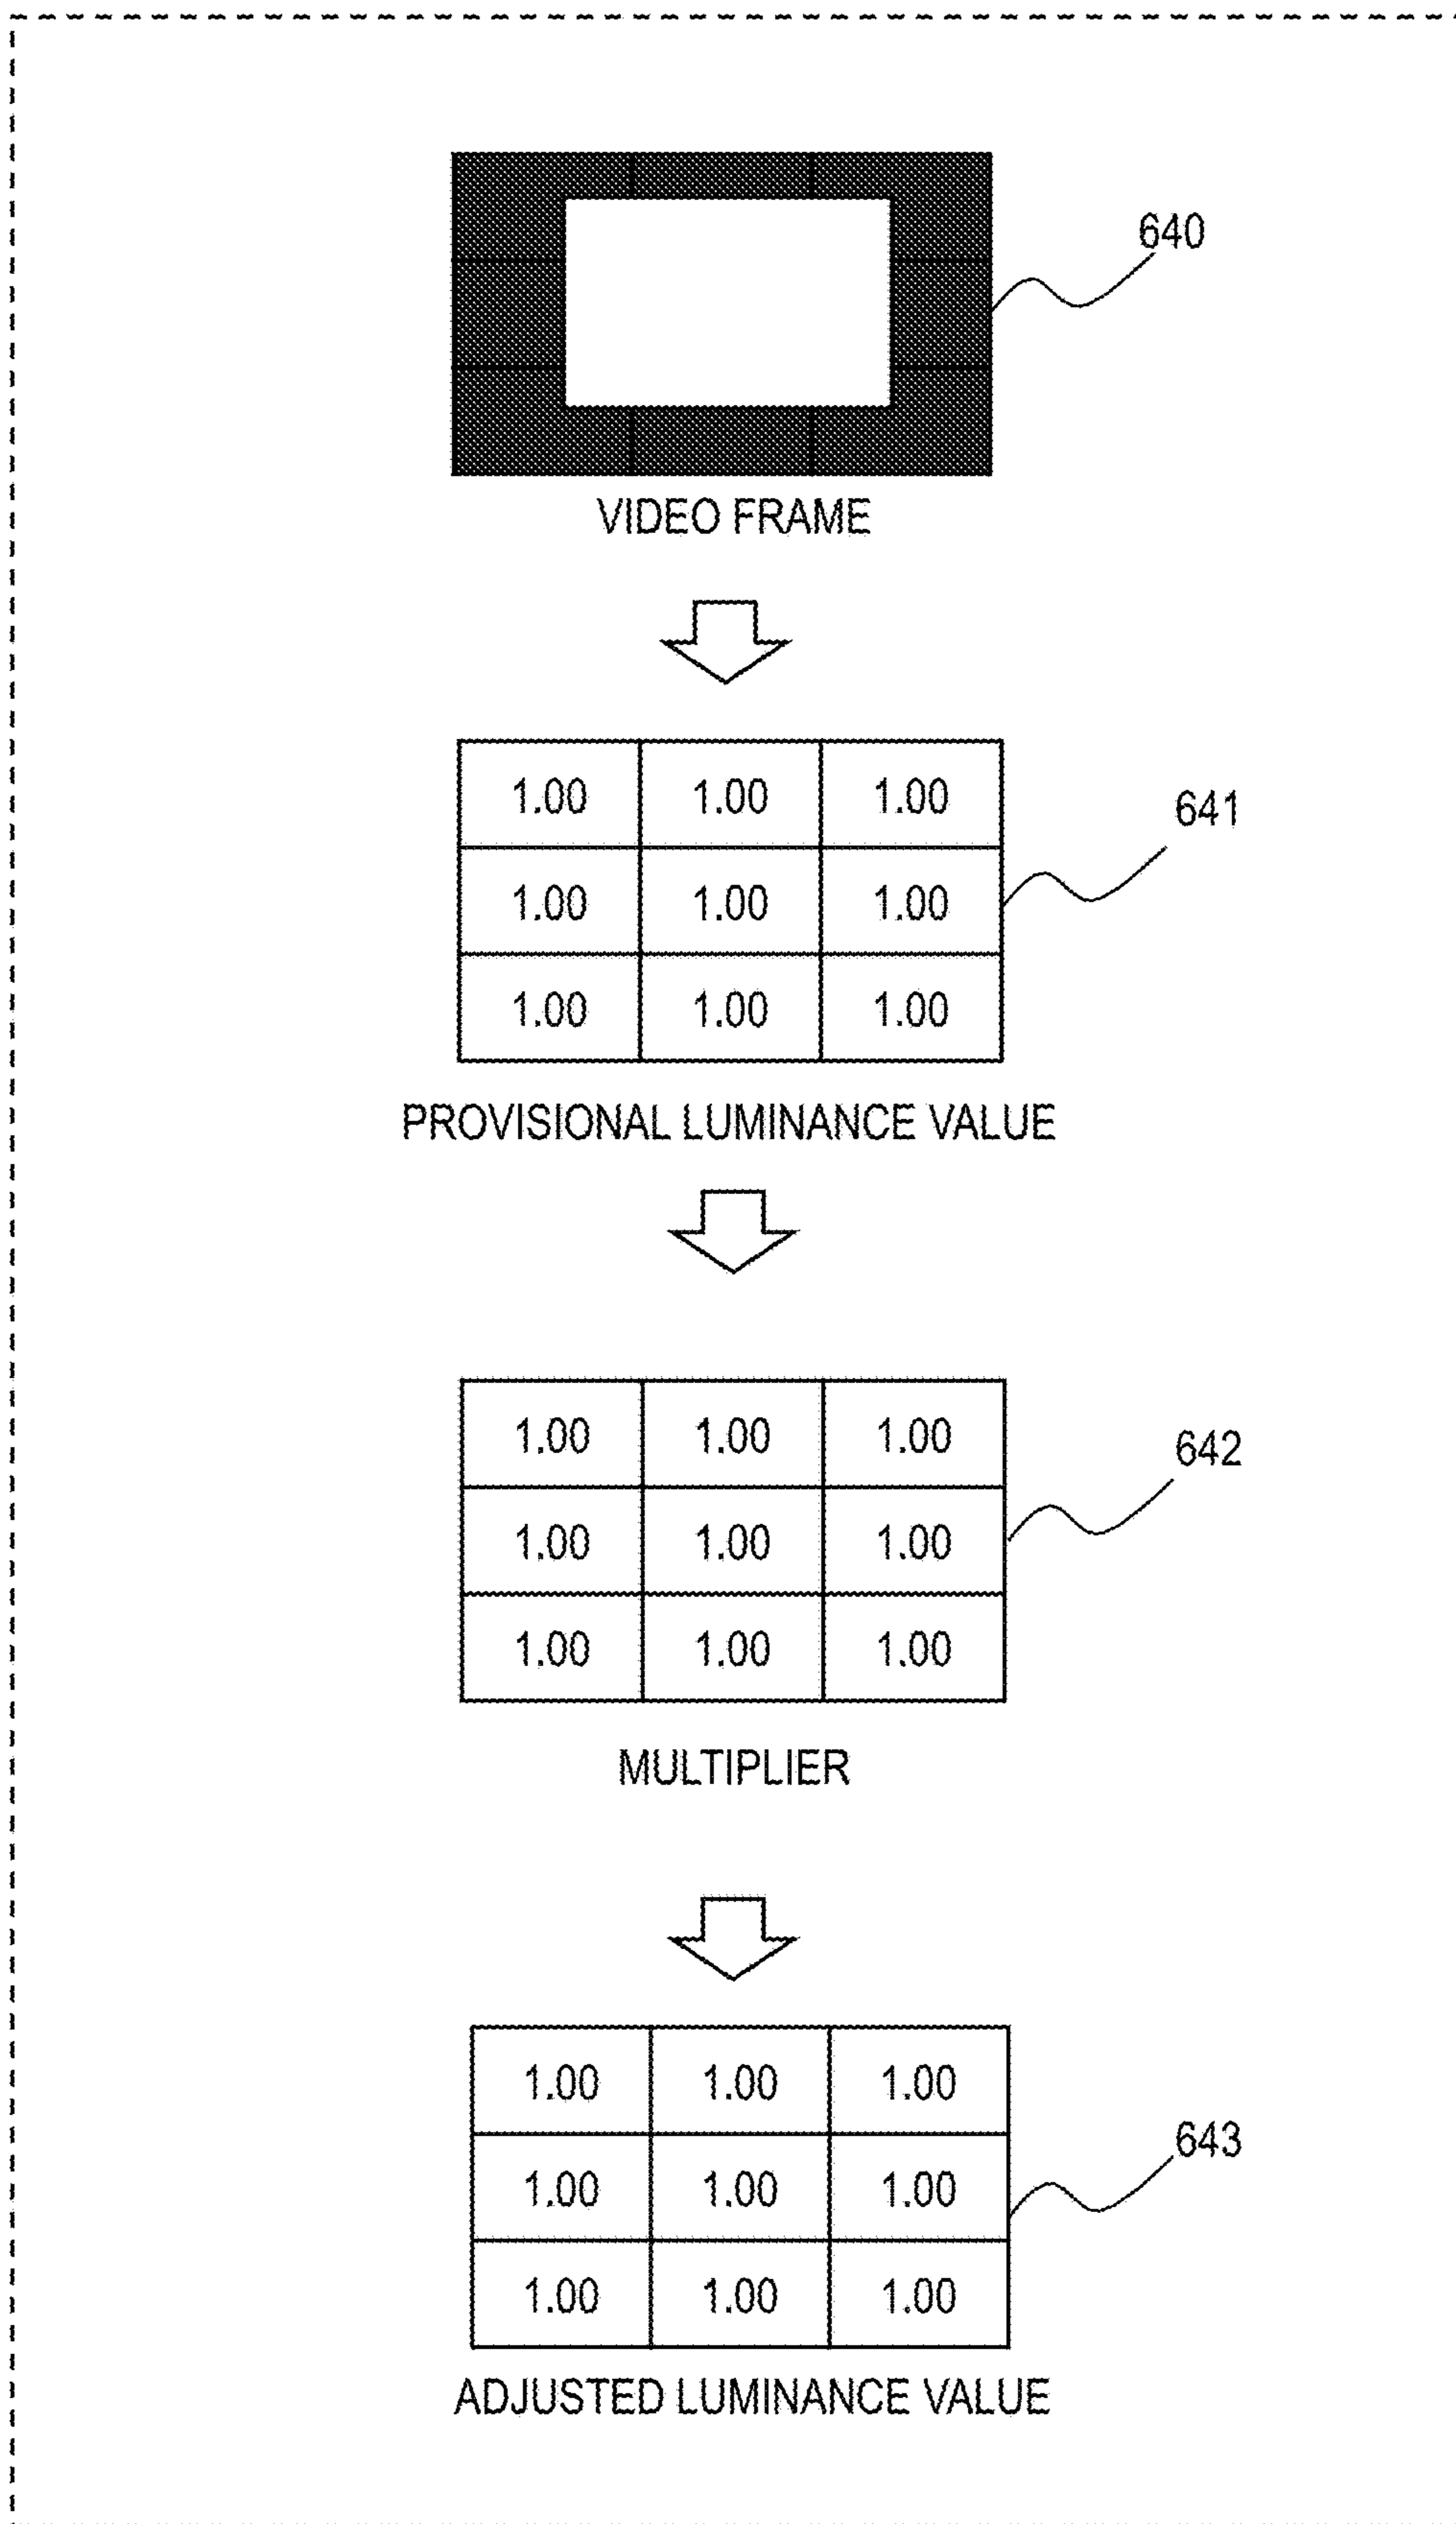 640
VIDEO FRAME
1.00 1.00 1.00
641
1.00 1.00 1.00
1.00 1.00 1.00
PROVISIONAL LUMINANCE VALUE
1.00 1.00 1.00
642
1.00 1.00 1.00
1.00 1.00 1.00
MULTIPLIER
1.00 1.00 1.00
643
1.00 1.00 1.00
1.00 1.00 1.00
ADJUSTED LUMINANCE VALUE